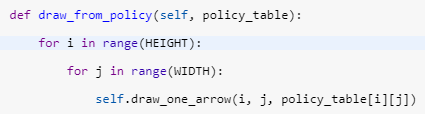 def draw_from_policy(self, policy_table):
    for i in range(HEIGHT):
        for j in range(WIDTH):
            self.draw_one_arrow(i, j, policy_table[i][j])